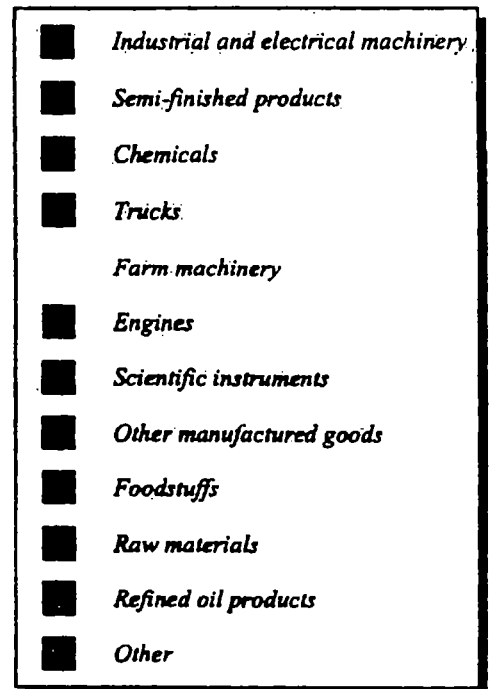 Industrial and electrical machinery
Semi-finished products
Chemicals
Trucks
Farm machinery
Engines
Scientific instruments
Other manufactured goods
Foodstuffs
Raw materials
Refined oil products
Other